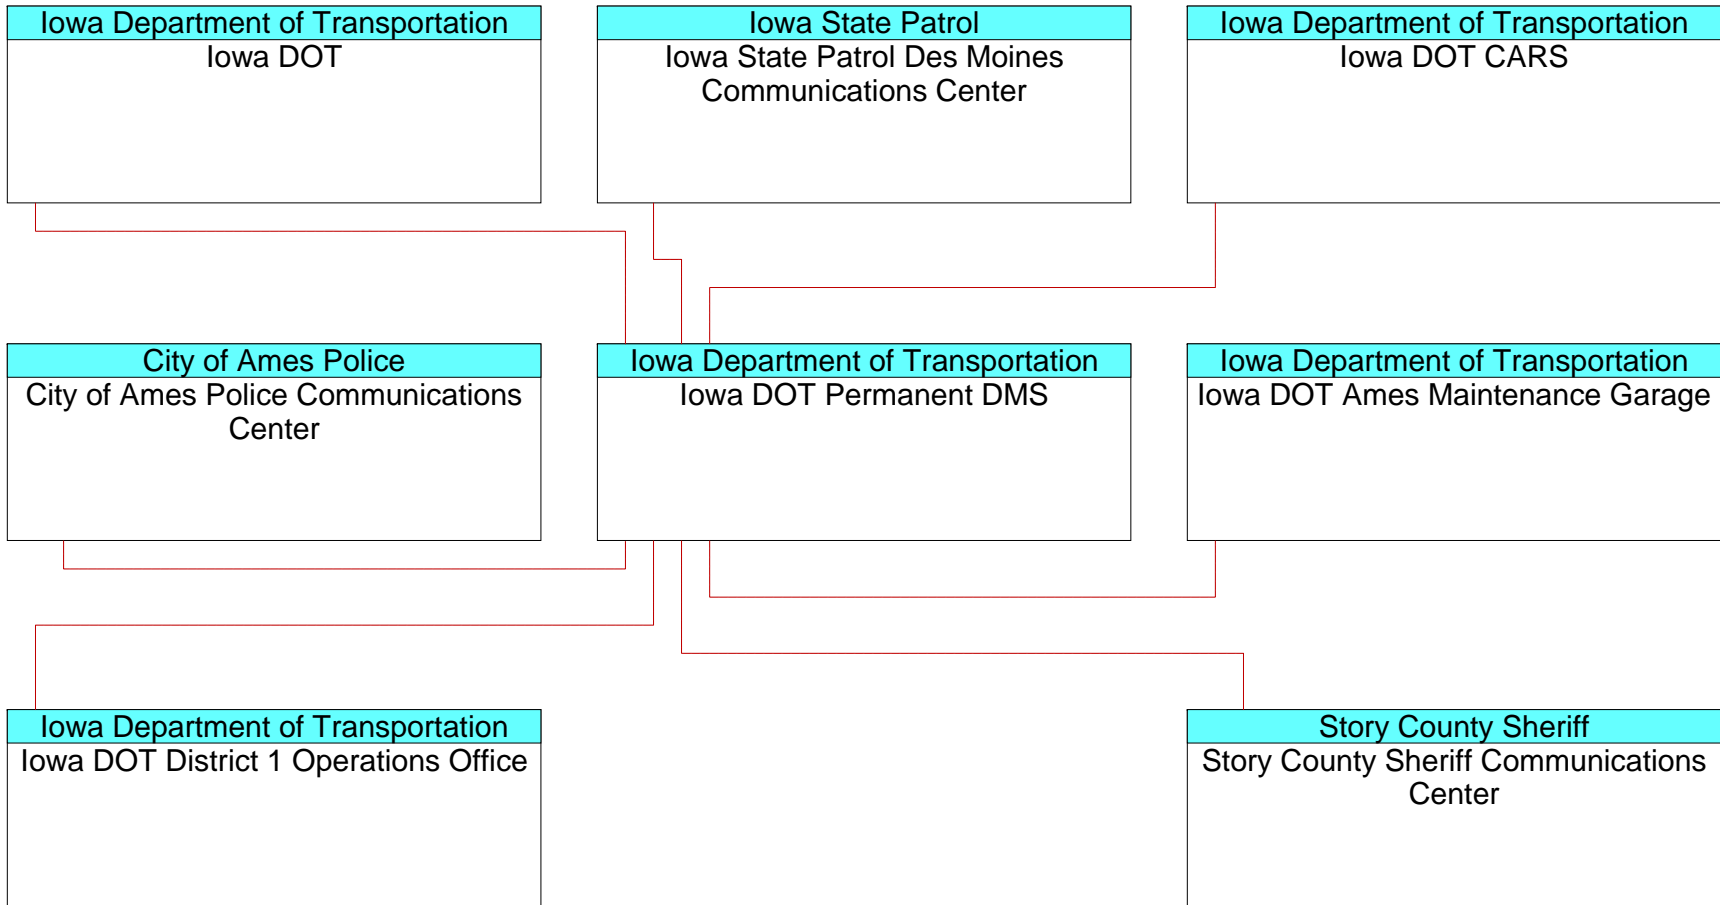 Iowa Department of Transportation
Iowa DOT
Iowa State Patrol
Iowa State Patrol Des Moines
Communications Center
Iowa Department of Transportation
Iowa DOT CARS
City of Ames Police
City of Ames Police Communications
Center
Iowa Department of Transportation
Iowa DOT Permanent DMS
Iowa Department of Transportation
Iowa DOT Ames Maintenance Garage
Iowa Department of Transportation
Iowa DOT District 1 Operations Office
Story County Sheriff
Story County Sheriff Communications
Center